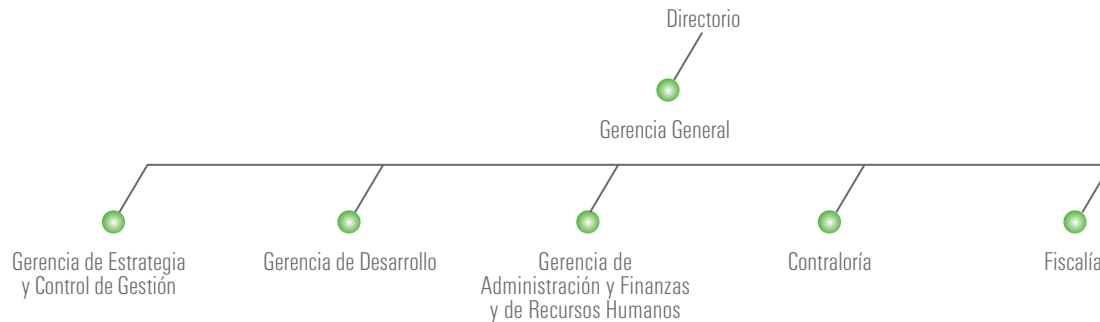 Directorio
Gerencia General
Gerencia de Estrategia
y Control de Gestión
Gerencia de Desarrollo
Gerencia de
Administración y Finanzas
y de Recursos Humanos
Contraloría
Fiscalía